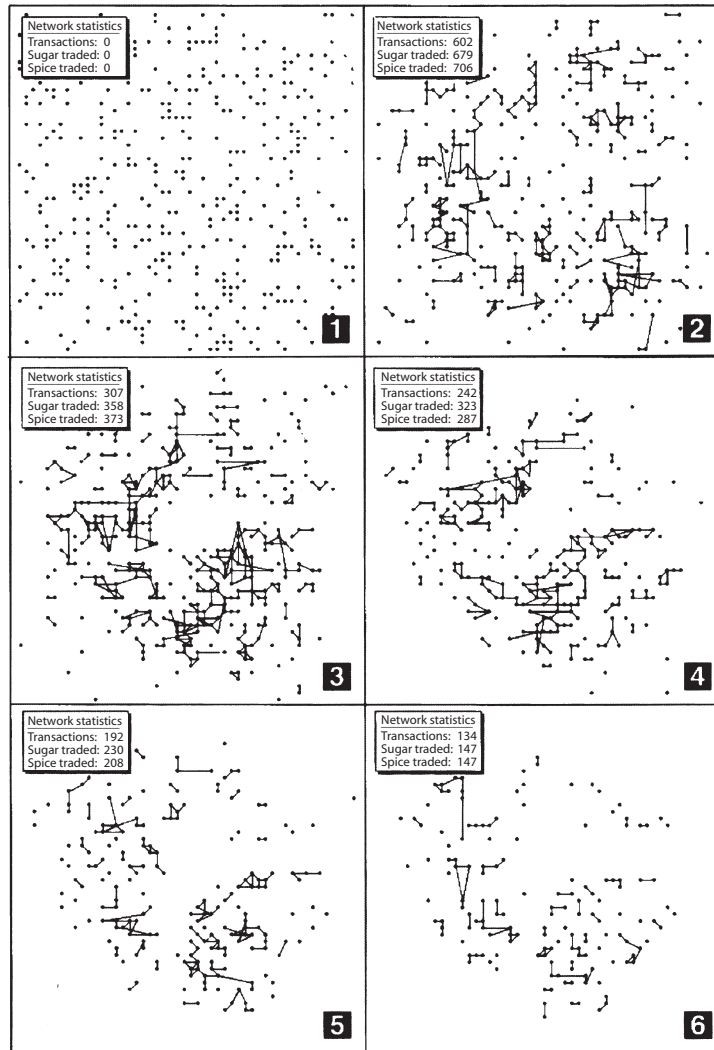 Network statistics
Transactions: 0
Sugar traded: 0
Spice traded: 0
1
Network statistics
Transactions: 602
Sugar traded: 679
Spice traded: 706
2
Network statistics
Transactions: 307
Sugar traded: 358
Spice traded: 373
3
Network statistics
Transactions: 242
Sugar traded: 323
Spice traded: 287
4
Network statistics
Transactions: 192
Sugar traded: 230
Spice traded: 208
5
Network statistics
Transactions: 134
Sugar traded: 147
Spice traded: 147
6